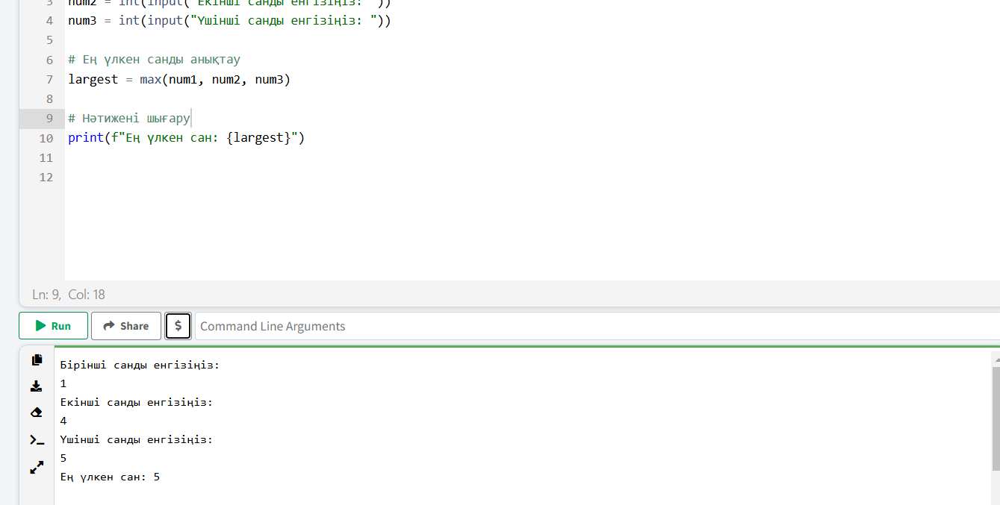 3 num2 = int(input("Екінші санды енгізіңіз: "))
4 num3 = int(input("Үшінші санды енгізіңіз: "))
5
6 # Ең үлкен санды анықтау
7 largest = max(num1, num2, num3)
8
9 # Нәтижені шығару
10 print(f"Ең үлкен сан: {largest}")
11
12
Ln: 9, Col: 18
Run Share $ Command Line Arguments
Бірінші санды енгізіңіз:
1
Екінші санды енгізіңіз:
4
Үшінші санды енгізіңіз:
5
Ең үлкен сан: 5